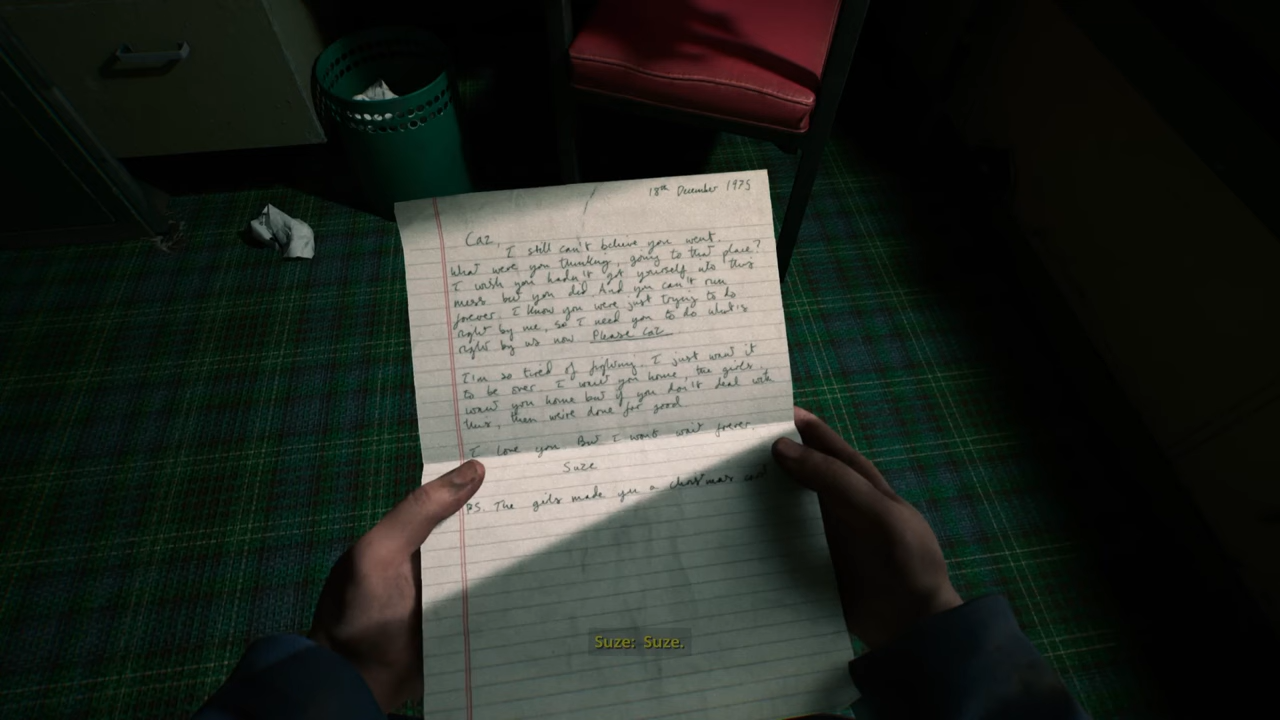 18th December 1975
Caz,
I still can't believe you went.
What were you thinking, going to that place?
I wish you hadn't got yourself into this
mess but you did. And you can't run
forever. I know you were just trying to do
right by me, so I need you to do what's
right by us now. Please Caz.
I'm so tired of fighting. I just want it
to be over. I want you home, the girls
want you home but if you don't deal with
this, then we're done for good
I love you. But I won't wait forever
Suze
PS. The girls made you a christmas card
Suze: Suze.